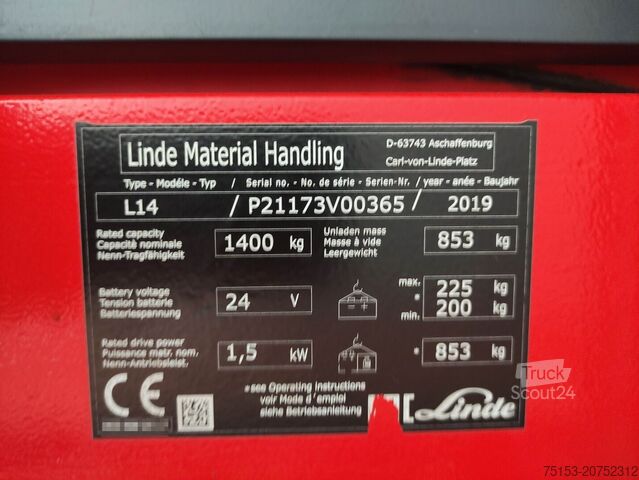 Linde Material Handling
D-63743 Aschaffenburg
Carl-von-Linde-Platz
Type - Modéle - Typ / Serial no. - No. de série - Serien-Nr. / year - anée - Baujahr
L14 / P21173V00365 / 2019
Rated capacity
Capacité nominale
Nenn-Tragfähigkeit
1400 kg
Unladen mass
Masse à vide
Leergewicht
853 kg
Battery voltage
Tension batterie
Batteriespannung
24 V
max. 225 kg
*
min. 200 kg
Rated drive power
Puissance matr. nom.
Nenn-Antriebsleist.
1,5 kW
* 853 kg
*see Operating instructions
voir Mode d'emploi
siehe Betriebsanleitung
CE
Linde
Truck
Scout24
75153-20752312